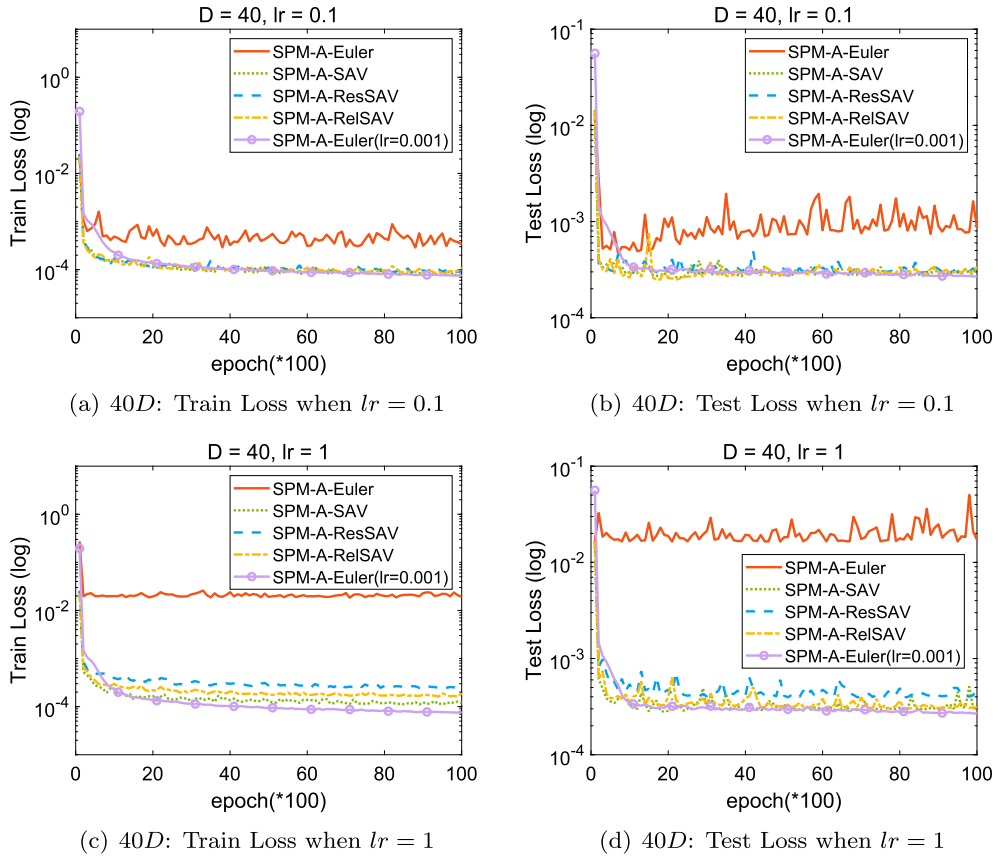 D = 40, lr = 0.1
Train Loss (log)
10^0
10^-2
10^-4
SPM-A-Euler
SPM-A-SAV
SPM-A-ResSAV
SPM-A-RelSAV
SPM-A-Euler(lr=0.001)
0 20 40 60 80 100
epoch(*100)
(a) 40D: Train Loss when lr = 0.1
D = 40, lr = 0.1
Test Loss (log)
10^-1
10^-2
10^-3
10^-4
SPM-A-Euler
SPM-A-SAV
SPM-A-ResSAV
SPM-A-RelSAV
SPM-A-Euler(lr=0.001)
0 20 40 60 80 100
epoch(*100)
(b) 40D: Test Loss when lr = 0.1
D = 40, lr = 1
Train Loss (log)
10^0
10^-2
10^-4
SPM-A-Euler
SPM-A-SAV
SPM-A-ResSAV
SPM-A-RelSAV
SPM-A-Euler(lr=0.001)
0 20 40 60 80 100
epoch(*100)
(c) 40D: Train Loss when lr = 1
D = 40, lr = 1
Test Loss (log)
10^-1
10^-2
10^-3
10^-4
SPM-A-Euler
SPM-A-SAV
SPM-A-ResSAV
SPM-A-RelSAV
SPM-A-Euler(lr=0.001)
0 20 40 60 80 100
epoch(*100)
(d) 40D: Test Loss when lr = 1